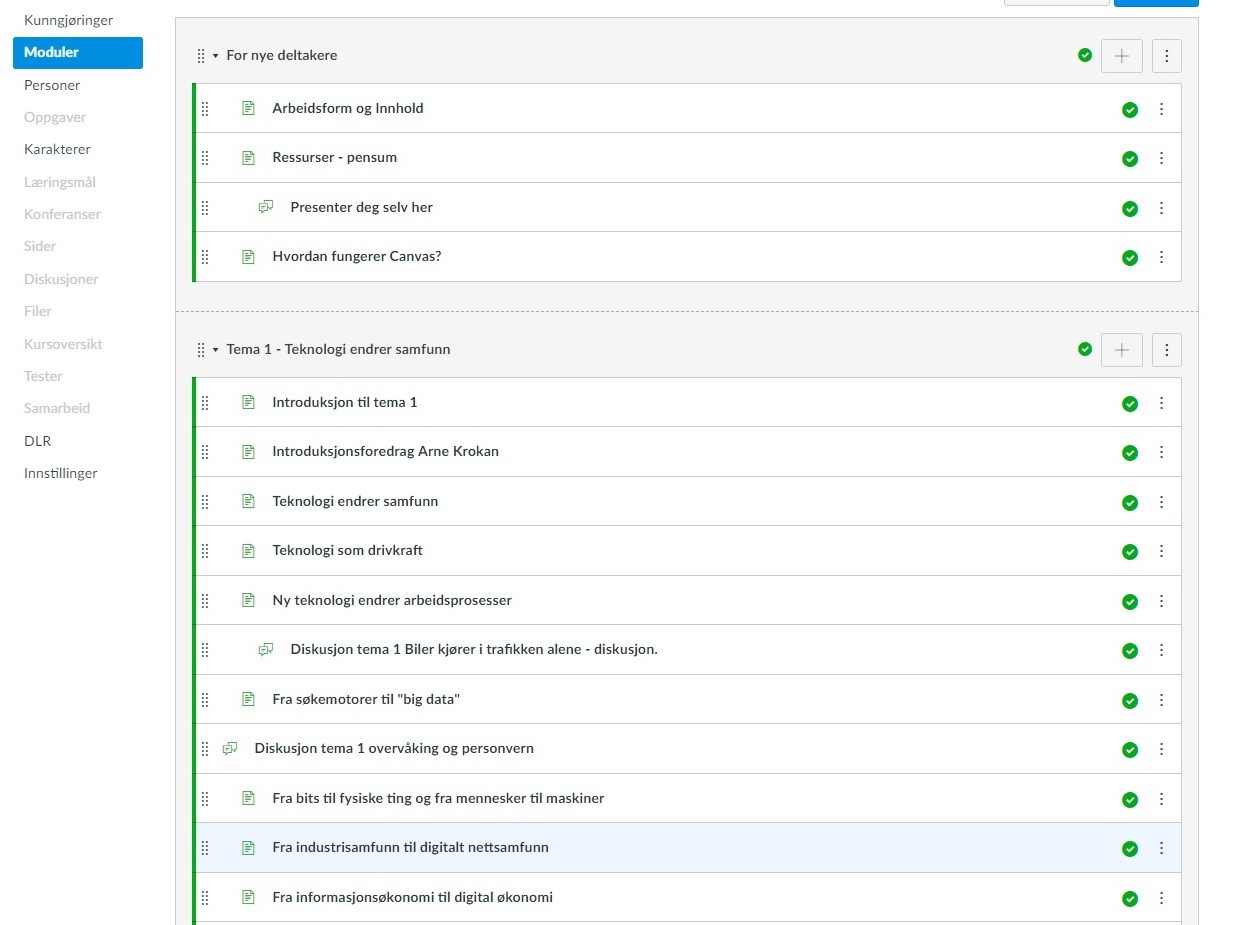 Kunngjøringer
Moduler
Personer
Oppgaver
Karakterer
Læringsmål
Konferanser
Sider
Diskusjoner
Filer
Kursoversikt
Tester
Samarbeid
DLR
Innstillinger
For nye deltakere
Arbeidsform og Innhold
Ressurser - pensum
Presenter deg selv her
Hvordan fungerer Canvas?
Tema 1 - Teknologi endrer samfunn
Introduksjon til tema 1
Introduksjonsforedrag Arne Krokan
Teknologi endrer samfunn
Teknologi som drivkraft
Ny teknologi endrer arbeidsprosesser
Diskusjon tema 1 Biler kjører i trafikken alene - diskusjon.
Fra søkemotorer til "big data"
Diskusjon tema 1 overvåking og personvern
Fra bits til fysiske ting og fra mennesker til maskiner
Fra industrisamfunn til digitalt nettsamfunn
Fra informasjonsøkonomi til digital økonomi